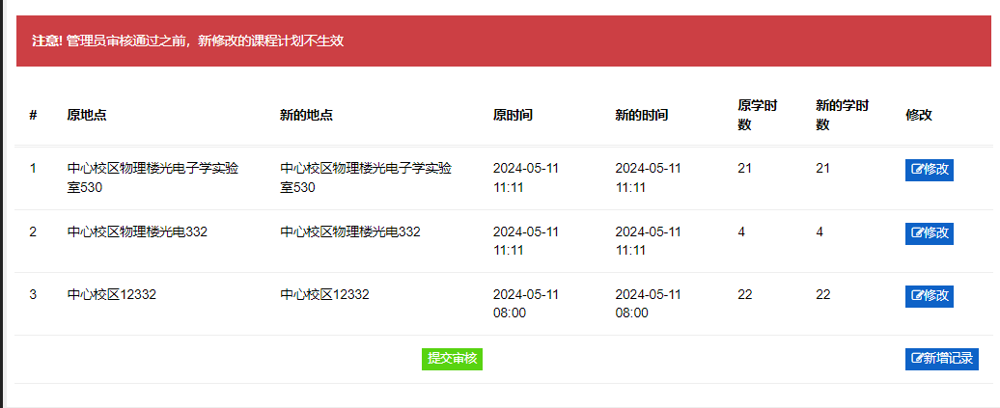 注意! 管理员审核通过之前，新修改的课程计划不生效
# 原地点 新的地点 原时间 新的时间 原学时 新的学时 修改
数 数
1 中心校区物理楼光电子学实验 中心校区物理楼光电子学实验 2024-05-11 2024-05-11 21 21 修改
室530 室530 11:11 11:11
2 中心校区物理楼光电332 中心校区物理楼光电332 2024-05-11 2024-05-11 4 4 修改
11:11 11:11
3 中心校区12332 中心校区12332 2024-05-11 2024-05-11 22 22 修改
08:00 08:00
提交审核 新增记录